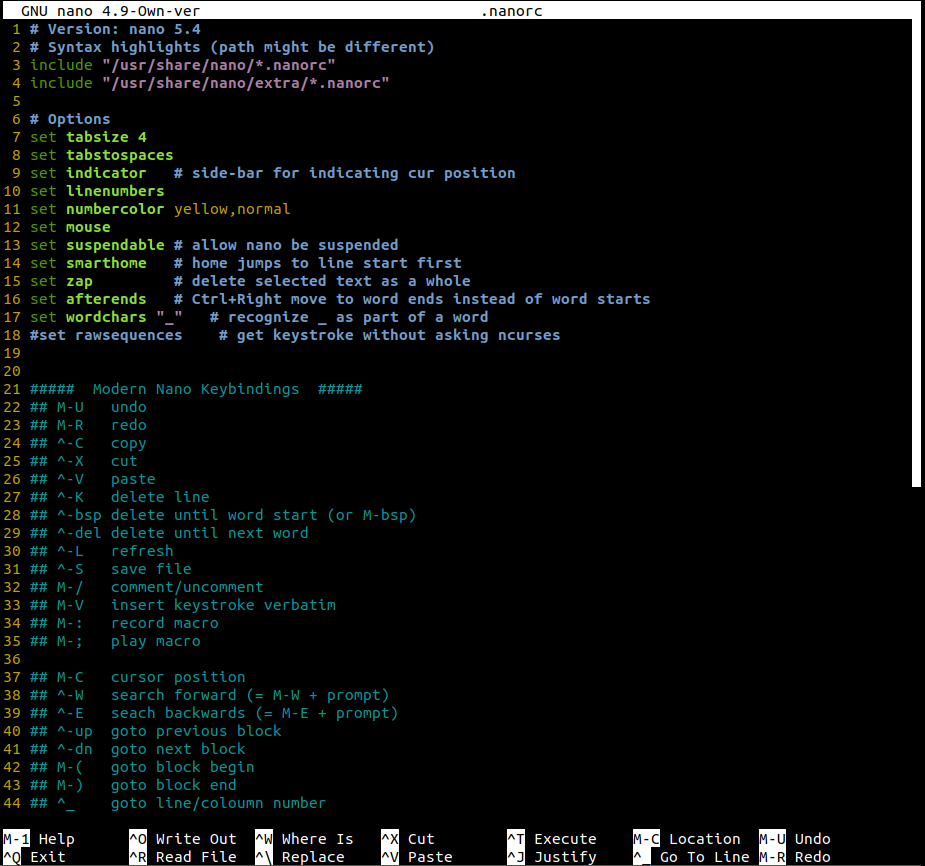 GNU nano 4.9-Own-ver .nanorc
1 # Version: nano 5.4
2 # Syntax highlights (path might be different)
3 include "/usr/share/nano/*.nanorc"
4 include "/usr/share/nano/extra/*.nanorc"
5
6 # Options
7 set tabsize 4
8 set tabstospaces
9 set indicator   # side-bar for indicating cur position
10 set linenumbers
11 set numbercolor yellow,normal
12 set mouse
13 set suspendable # allow nano be suspended
14 set smarthome   # home jumps to line start first
15 set zap         # delete selected text as a whole
16 set afterends   # Ctrl+Right move to word ends instead of word starts
17 set wordchars "_"   # recognize _ as part of a word
18 #set rawsequences    # get keystroke without asking ncurses
19
20
21 #####  Modern Nano Keybindings  #####
22 ## M-U   undo
23 ## M-R   redo
24 ## ^-C   copy
25 ## ^-X   cut
26 ## ^-V   paste
27 ## ^-K   delete line
28 ## ^-bsp delete until word start (or M-bsp)
29 ## ^-del delete until next word
30 ## ^-L   refresh
31 ## ^-S   save file
32 ## M-/   comment/uncomment
33 ## M-V   insert keystroke verbatim
34 ## M-:   record macro
35 ## M-;   play macro
36
37 ## M-C   cursor position
38 ## ^-W   search forward (= M-W + prompt)
39 ## ^-E   seach backwards (= M-E + prompt)
40 ## ^-up  goto previous block
41 ## ^-dn  goto next block
42 ## M-(   goto block begin
43 ## M-)   goto block end
44 ## ^_    goto line/coloumn number
M-1 Help ^O Write Out ^W Where Is ^X Cut ^T Execute M-C Location M-U Undo
^Q Exit ^R Read File ^\ Replace ^V Paste ^J Justify ^_ Go To Line M-R Redo